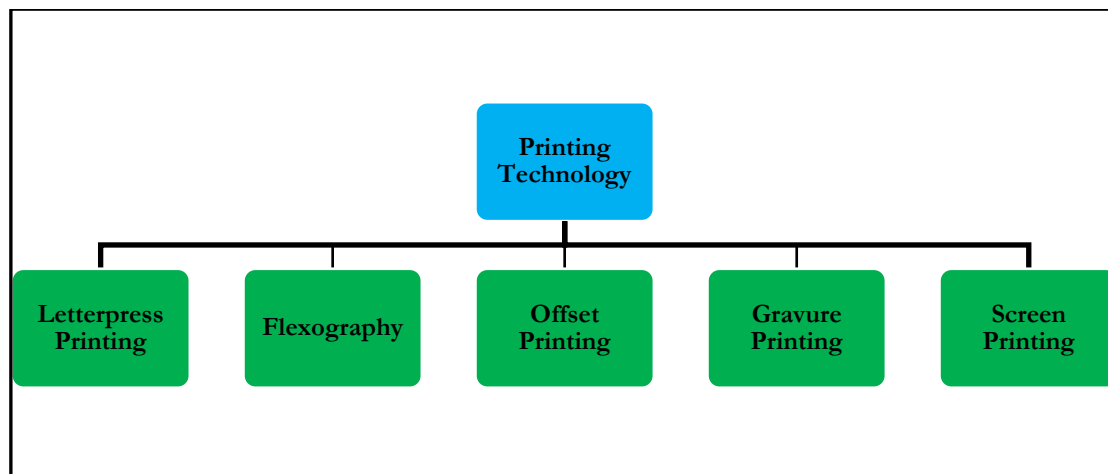 Printing
Technology
Letterpress
Printing
Flexography
Offset
Printing
Gravure
Printing
Screen
Printing